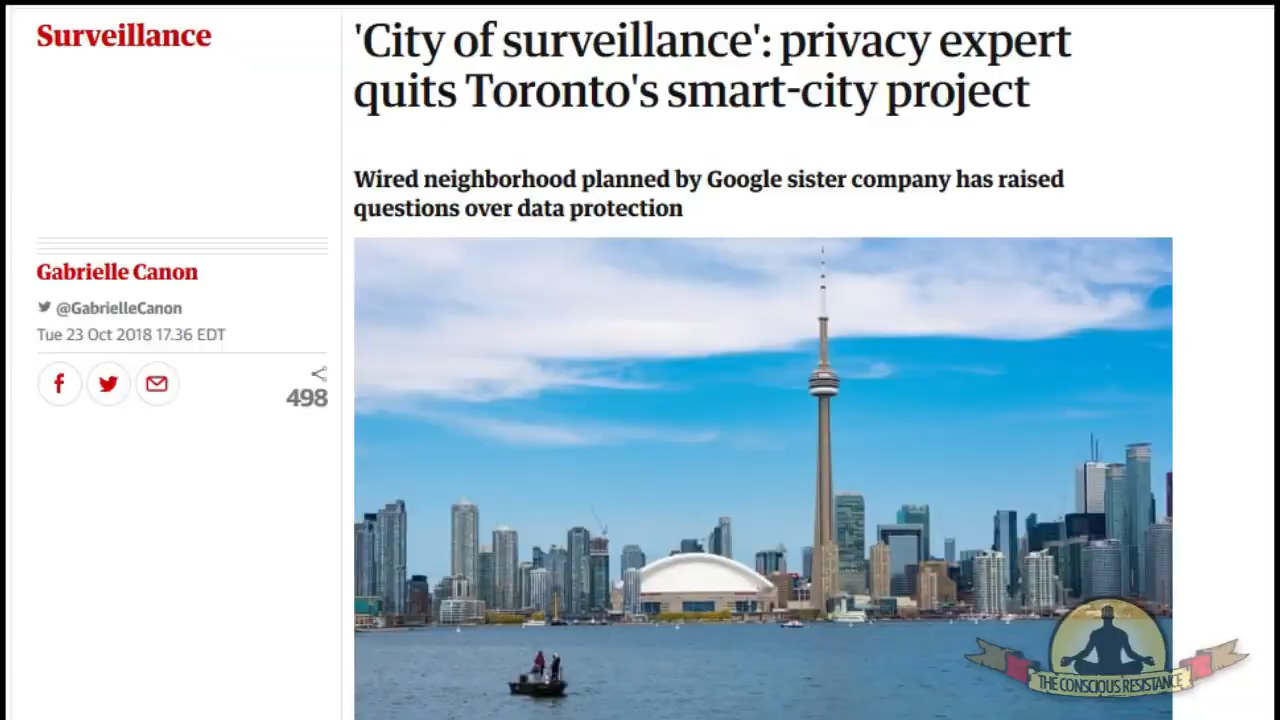 Surveillance
'City of surveillance': privacy expert
quits Toronto's smart-city project
Wired neighborhood planned by Google sister company has raised
questions over data protection
Gabrielle Canon
@GabrielleCanon
Tue 23 Oct 2018 17.36 EDT
498
THE CONSCIOUS RESISTANCE